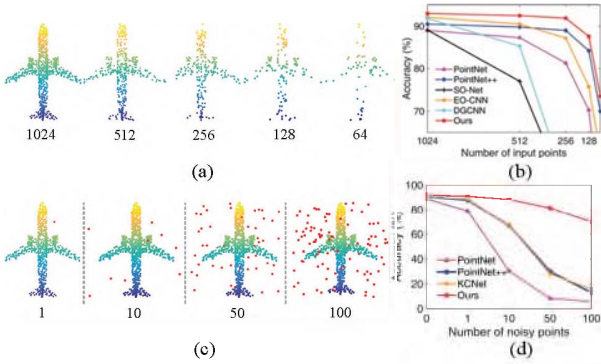 1024 512 256 128 64
(a)
90
80
70
Accuracy (%)
PointNet
PointNet++
SO-Net
EO-CNN
DGCNN
Ours
1024 512 256 128
Number of input points
(b)
1 10 50 100
(c)
100
80
60
40
20
0
PointNet
PointNet++
KCNet
Ours
0 1 10 50 100
Number of noisy points
(d)